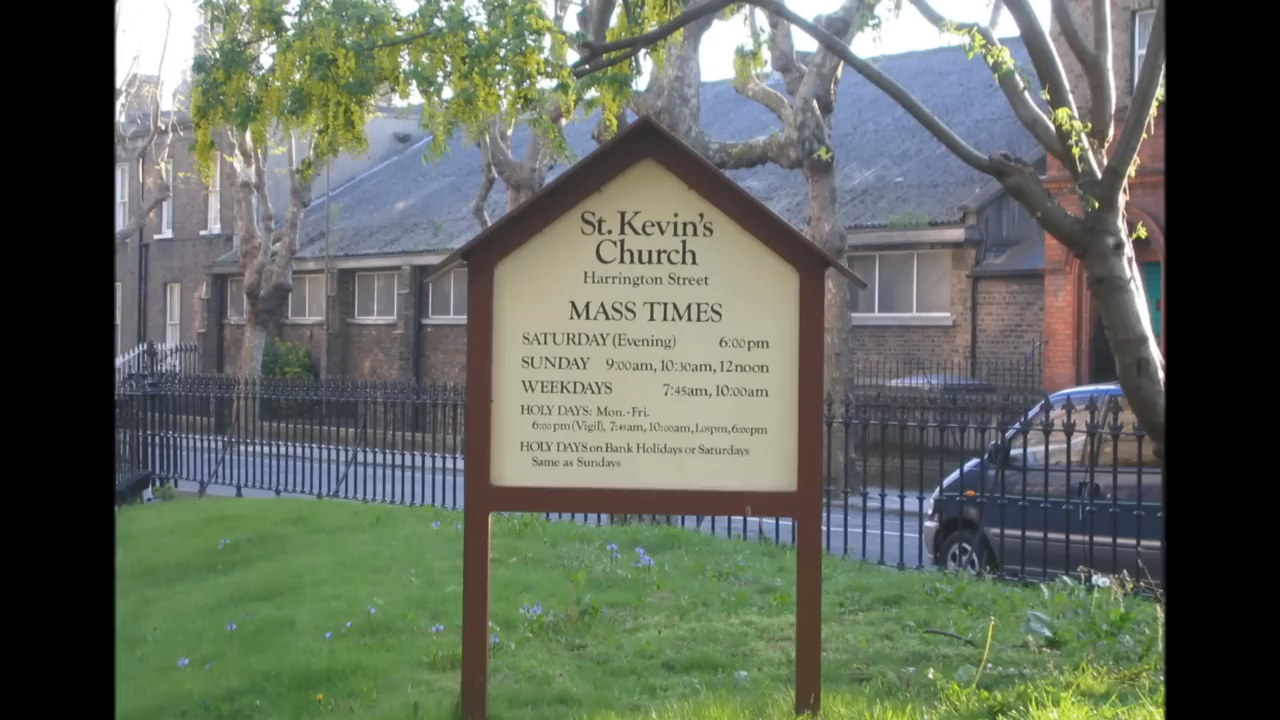 St. Kevin's
Church
Harrington Street
MASS TIMES
SATURDAY (Evening) 6:00pm
SUNDAY 9:00am, 10:30am, 12 noon
WEEKDAYS 7:45am, 10:00am
HOLY DAYS: Mon.-Fri.
6:00pm (Vigil), 7:45am, 10:00am, 1.05pm, 6:00pm
HOLY DAYS on Bank Holidays or Saturdays
Same as Sundays